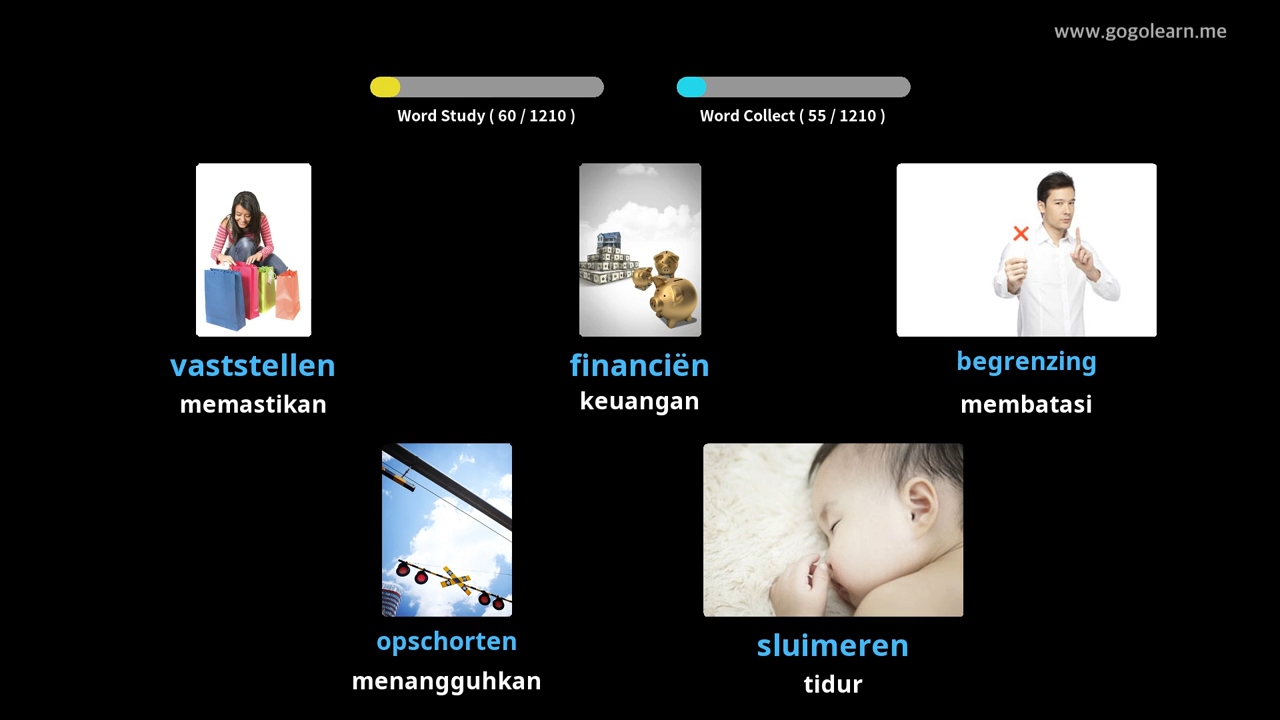 www.gogolearn.me
Word Study ( 60 / 1210 )
Word Collect ( 55 / 1210 )
vaststellen
memastikan
financiën
keuangan
begrenzing
membatasi
opschorten
menangguhkan
sluimeren
tidur